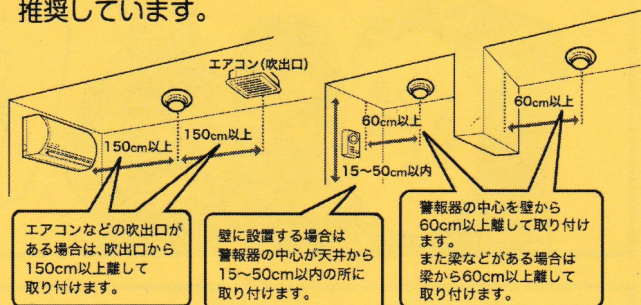 推奨しています。
エアコン(吹出口)
150cm以上
150cm以上
60cm以上
15〜50cm以内
60cm以上
エアコンなどの吹出口が
ある場合は、吹出口から
150cm以上離して
取り付けます。
壁に設置する場合は
警報器の中心が天井から
15〜50cm以内の所に
取り付けます。
警報器の中心を壁から
60cm以上離して取り付け
ます。
また梁などがある場合は
梁から60cm以上離して
取り付けます。